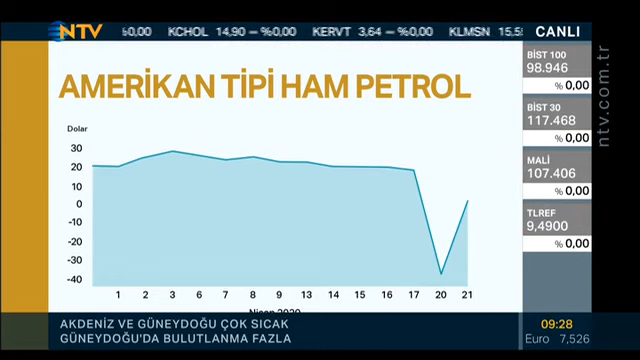 NTV
%0,00 KCHOL 14,90 — %0,00 KERVT 3,64 — %0,00 KLMSN 15,55
CANLI
AMERİKAN TİPİ HAM PETROL
Dolar
30
20
10
0
-10
-20
-30
-40
1 2 3 6 7 8 9 13 14 15 16 17 20 21
Nisan 2020
BİST 100
98.946
% 0,00
BİST 30
117.468
% 0,00
MALİ
107.406
% 0,00
TLREF
9,4900
% 0,00
ntv.com.tr
AKDENİZ VE GÜNEYDOĞU ÇOK SICAK
GÜNEYDOĞU'DA BULUTLANMA FAZLA
09:28
Euro 7,526